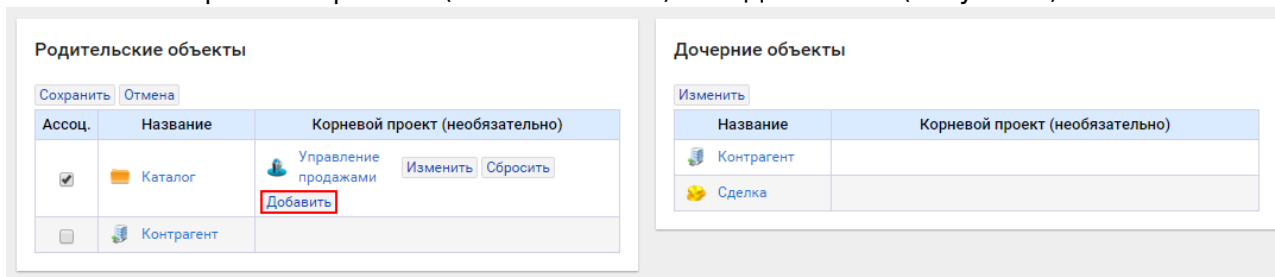 Родительские объекты
Сохранить Отмена
Ассоц. Название Корневой проект (необязательно)
Каталог Управление продажами Изменить Сбросить
Добавить
Контрагент
Дочерние объекты
Изменить
Название Корневой проект (необязательно)
Контрагент
Сделка